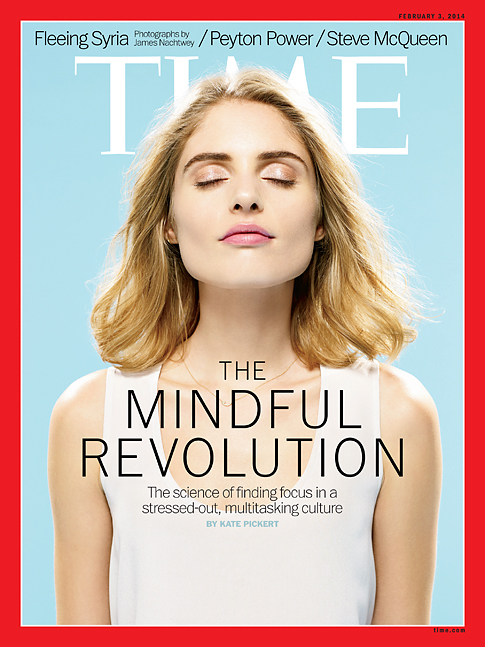 FEBRUARY 3, 2014
Fleeing Syria Photographs by James Nachtwey / Peyton Power / Steve McQueen
TIME
THE
MINDFUL
REVOLUTION
The science of finding focus in a
stressed-out, multitasking culture
BY KATE PICKERT
time.com